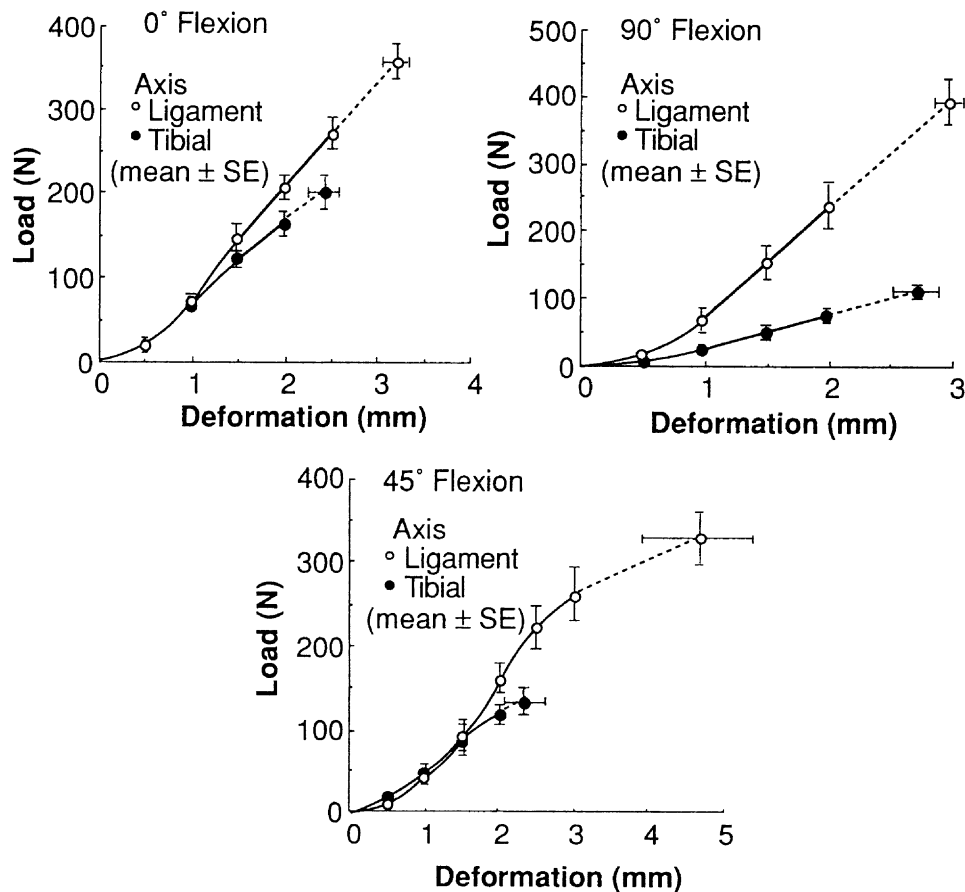 0° Flexion
Axis
Ligament
Tibial
(mean ± SE)
Load (N)
400
300
200
100
0
0 1 2 3 4
Deformation (mm)
90° Flexion
Axis
Ligament
Tibial
(mean ± SE)
Load (N)
500
400
300
200
100
0
0 1 2 3
Deformation (mm)
45° Flexion
Axis
Ligament
Tibial
(mean ± SE)
Load (N)
400
300
200
100
0
0 1 2 3 4 5
Deformation (mm)